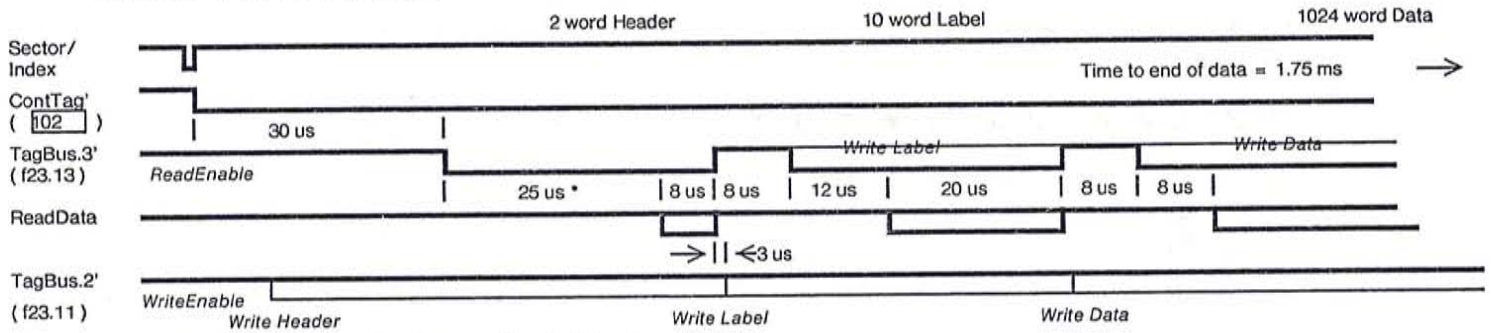 2 word Header 10 word Label 1024 word Data
Sector/
Index
Time to end of data = 1.75 ms
ContTag'
( 102 )
30 us
TagBus.3'
( f23.13 )
ReadEnable
Write Label
Write Data
25 us *
8 us
8 us
12 us
20 us
8 us
8 us
ReadData
3 us
TagBus.2'
( f23.11 )
WriteEnable
Write Header
Write Label
Write Data